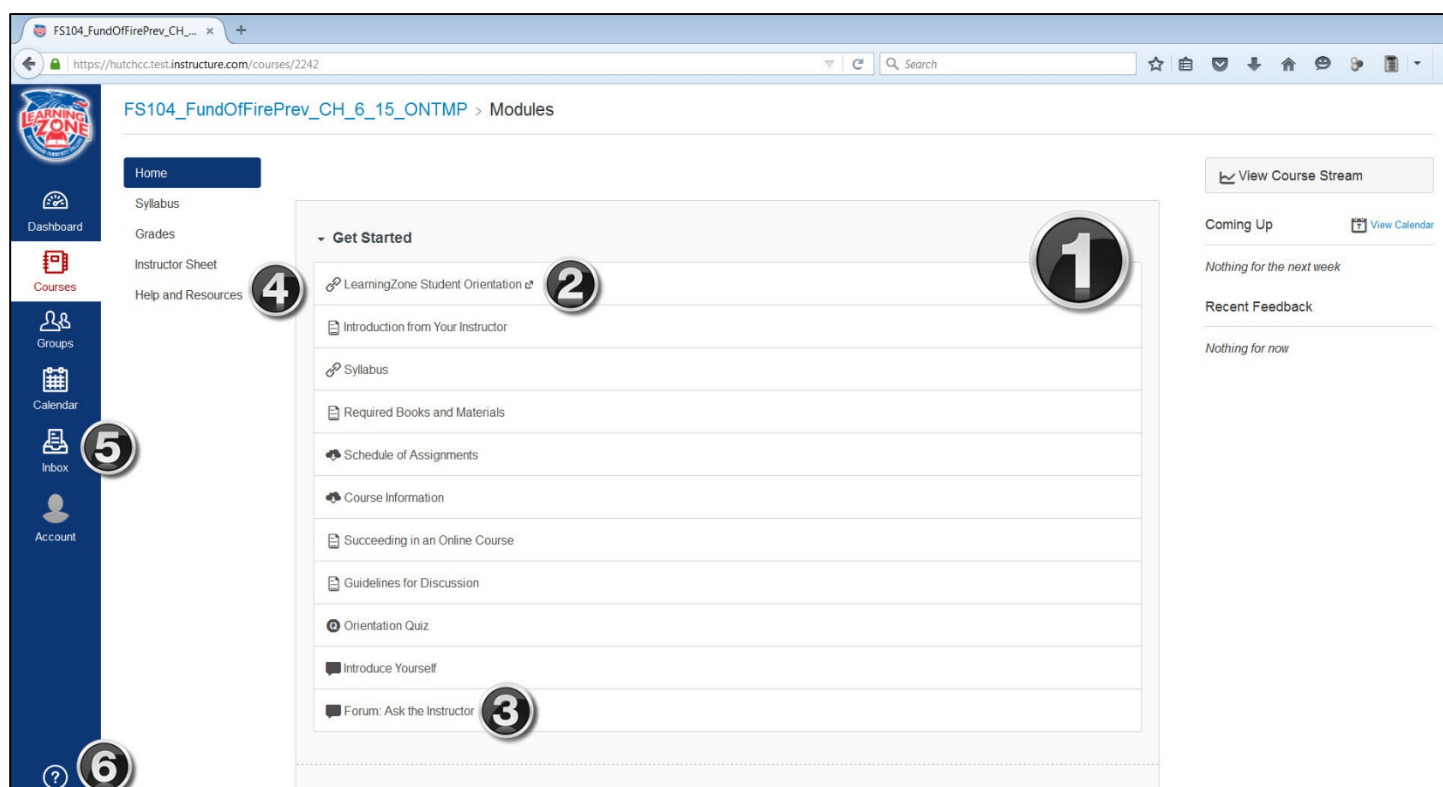 FS104_FundOfFirePrev_CH_... × +
https://hutchcc.test.instructure.com/courses/2242
Search
LEARNING ZONE
FS104_FundOfFirePrev_CH_6_15_ONTMP > Modules
Dashboard
Courses
Groups
Calendar
Inbox
5
Account
6
?
Home
Syllabus
Grades
Instructor Sheet
Help and Resources
4
Get Started
1
LearningZone Student Orientation
2
Introduction from Your Instructor
Syllabus
Required Books and Materials
Schedule of Assignments
Course Information
Succeeding in an Online Course
Guidelines for Discussion
Orientation Quiz
Introduce Yourself
Forum: Ask the Instructor
3
View Course Stream
Coming Up
7 View Calendar
Nothing for the next week
Recent Feedback
Nothing for now